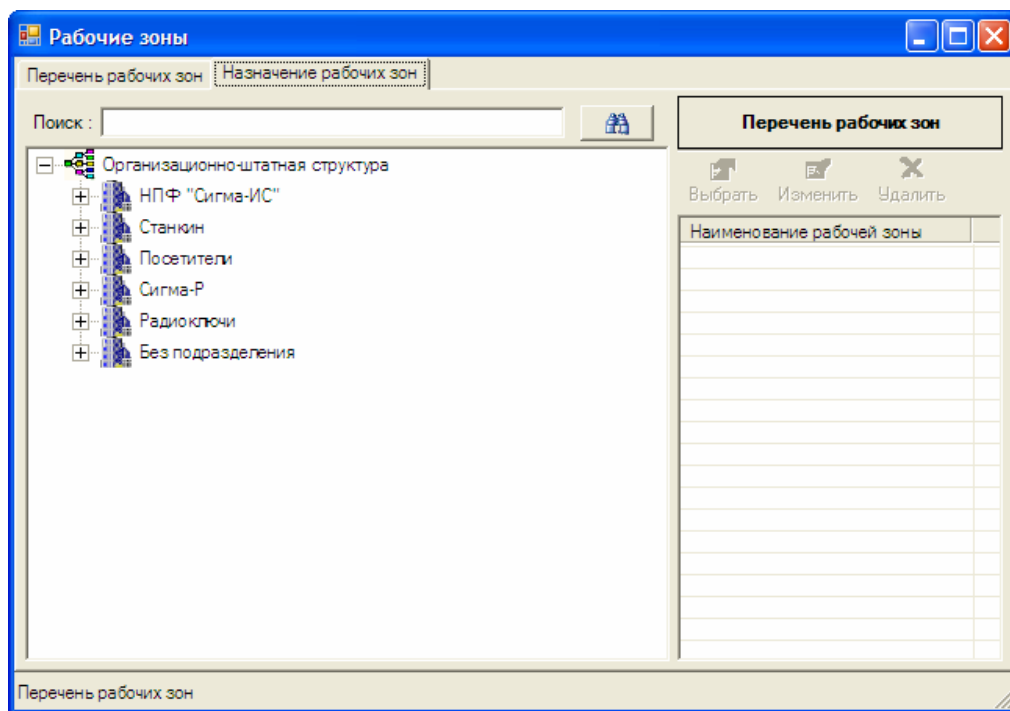 Рабочие зоны
Перечень рабочих зон
Назначение рабочих зон
Поиск :
Перечень рабочих зон
Организационно-штатная структура
НПФ "Сигма-ИС"
Станкин
Посетители
Сигма-Р
Радиоключи
Без подразделения
Выбрать
Изменить
Удалить
Наименование рабочей зоны
Перечень рабочих зон